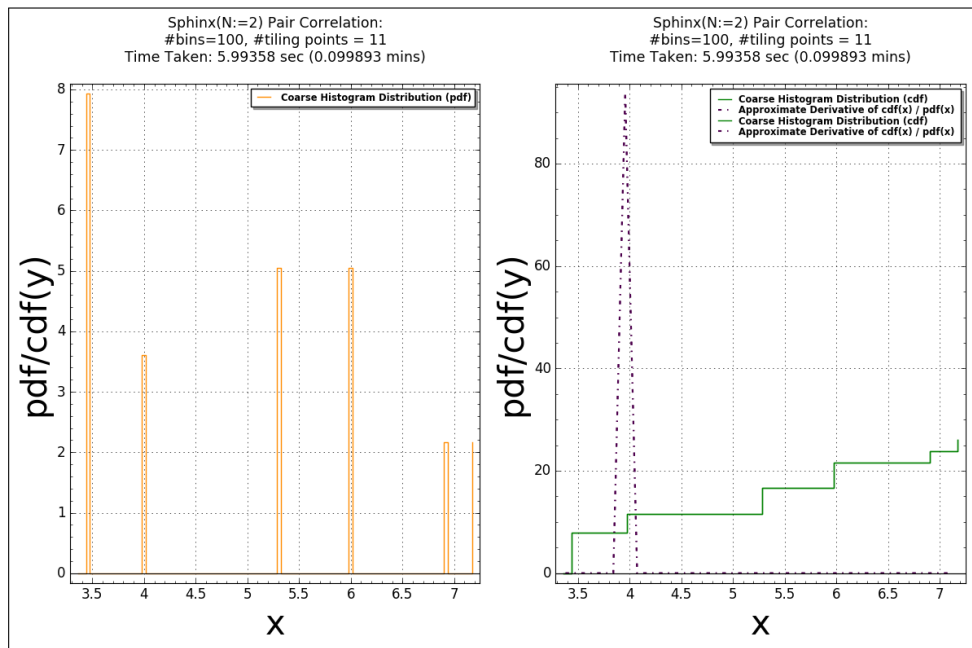 Sphinx(N:=2) Pair Correlation:
#bins=100, #tiling points = 11
Time Taken: 5.99358 sec (0.099893 mins)
Coarse Histogram Distribution (pdf)
pdf/cdf(y)
8
7
6
5
4
3
2
1
0
3.5 4 4.5 5 5.5 6 6.5 7
x
Sphinx(N:=2) Pair Correlation:
#bins=100, #tiling points = 11
Time Taken: 5.99358 sec (0.099893 mins)
Coarse Histogram Distribution (cdf)
Approximate Derivative of cdf(x) / pdf(x)
Coarse Histogram Distribution (cdf)
Approximate Derivative of cdf(x) / pdf(x)
pdf/cdf(y)
80
60
40
20
0
3.5 4 4.5 5 5.5 6 6.5 7
x